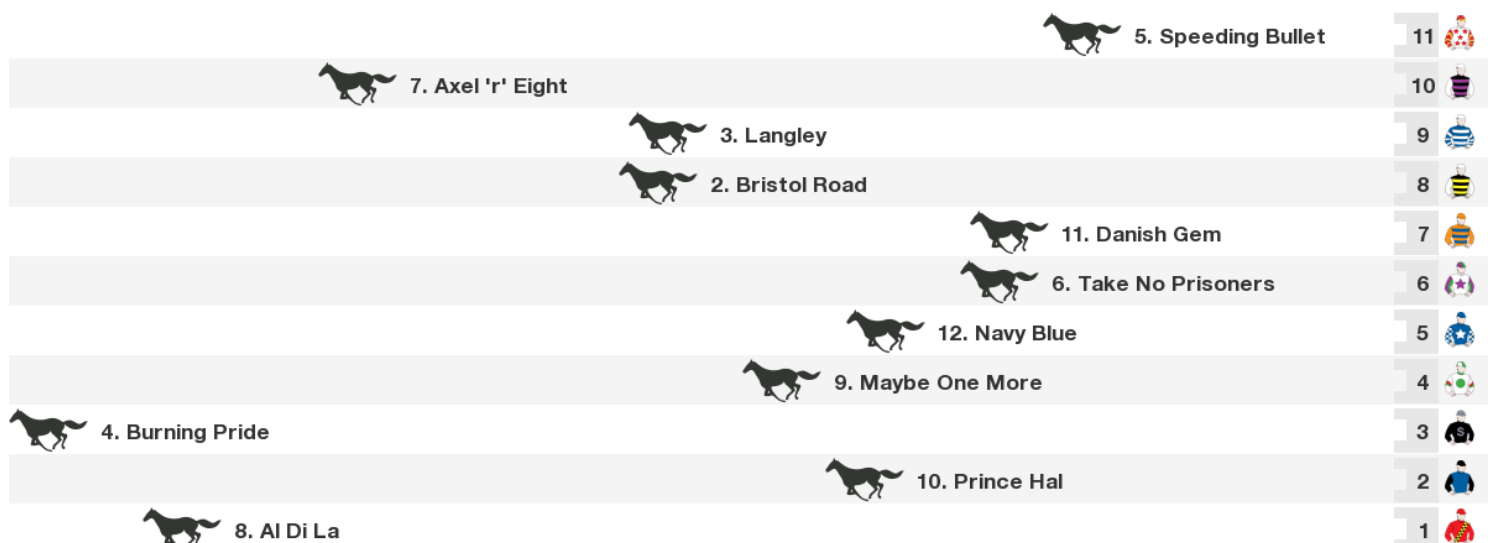 5. Speeding Bullet 11
7. Axel 'r' Eight 10
3. Langley 9
2. Bristol Road 8
11. Danish Gem 7
6. Take No Prisoners 6
12. Navy Blue 5
9. Maybe One More 4
4. Burning Pride 3 S
10. Prince Hal 2
8. Al Di La 1